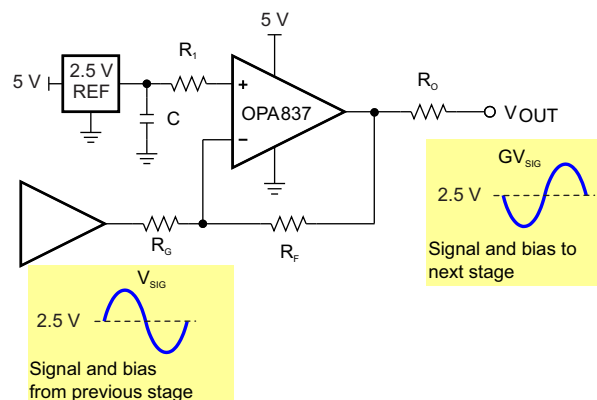 5 V
R1
5 V
2.5 V
REF
C
+
OPA837
−
RO
VOUT
GVSIG
2.5 V
Signal and bias to
next stage
RG
RF
VSIG
2.5 V
Signal and bias
from previous stage